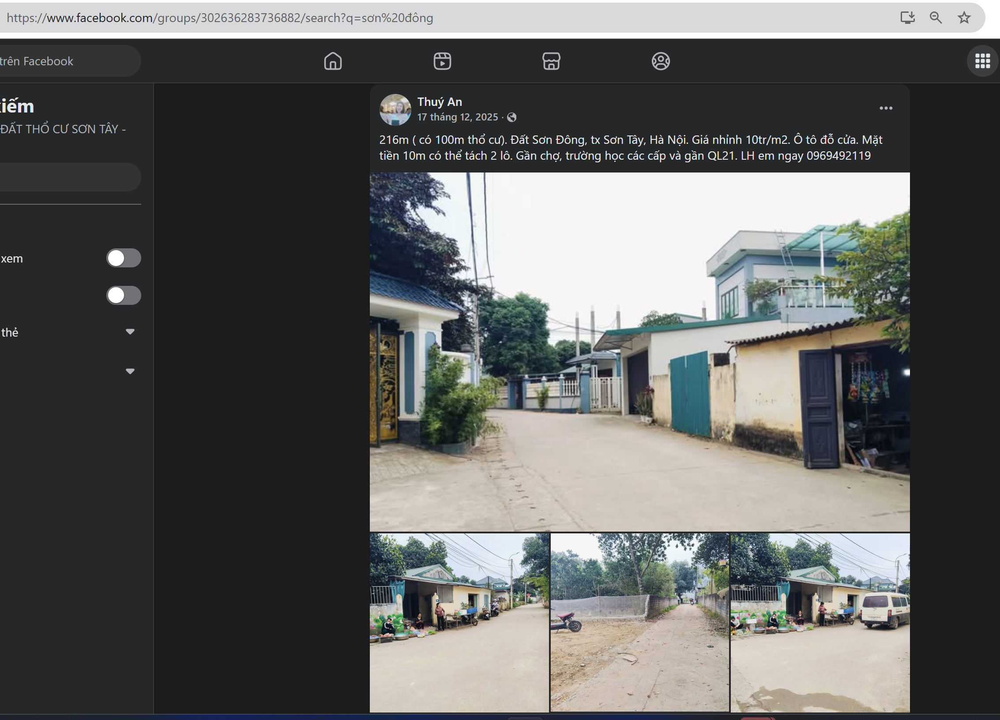 https://www.facebook.com/groups/302636283736882/search?q=sơn%20đông
trên Facebook
kiếm
ĐẤT THỔ CƯ SƠN TÂY -
xem
thẻ
Thuý An
17 tháng 12, 2025 ·
216m ( có 100m thổ cư). Đất Sơn Đông, tx Sơn Tây, Hà Nội. Giá nhỉnh 10tr/m2. Ô tô đỗ cửa. Mặt
tiền 10m có thể tách 2 lô. Gần chợ, trường học các cấp và gần QL21. LH em ngay 0969492119